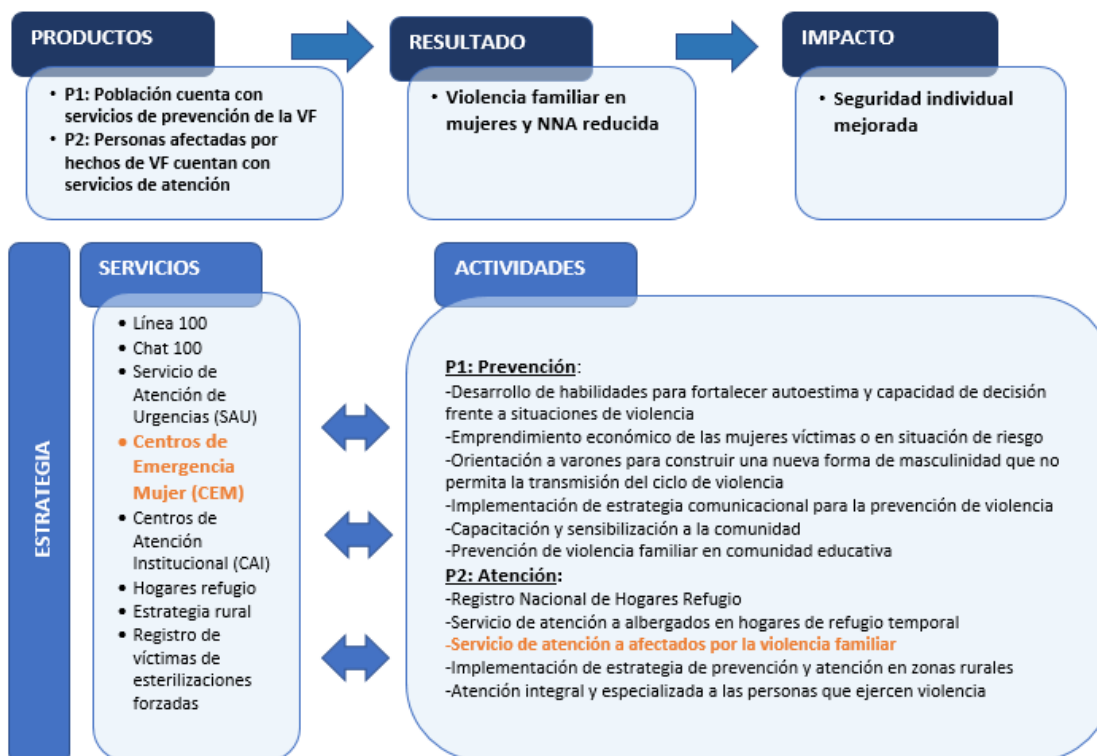 PRODUCTOS
• P1: Población cuenta con
servicios de prevención de la VF
• P2: Personas afectadas por
hechos de VF cuentan con
servicios de atención
RESULTADO
• Violencia familiar en
mujeres y NNA reducida
IMPACTO
• Seguridad individual
mejorada
ESTRATEGIA
SERVICIOS
• Línea 100
• Chat 100
• Servicio de
Atención de
Urgencias (SAU)
• Centros de
Emergencia
Mujer (CEM)
• Centros de
Atención
Institucional (CAI)
• Hogares refugio
• Estrategia rural
• Registro de
víctimas de
esterilizaciones
forzadas
ACTIVIDADES
P1: Prevención:
-Desarrollo de habilidades para fortalecer autoestima y capacidad de decisión
frente a situaciones de violencia
-Emprendimiento económico de las mujeres víctimas o en situación de riesgo
-Orientación a varones para construir una nueva forma de masculinidad que no
permita la transmisión del ciclo de violencia
-Implementación de estrategia comunicacional para la prevención de violencia
-Capacitación y sensibilización a la comunidad
-Prevención de violencia familiar en comunidad educativa
P2: Atención:
-Registro Nacional de Hogares Refugio
-Servicio de atención a albergados en hogares de refugio temporal
-Servicio de atención a afectados por la violencia familiar
-Implementación de estrategia de prevención y atención en zonas rurales
-Atención integral y especializada a las personas que ejercen violencia